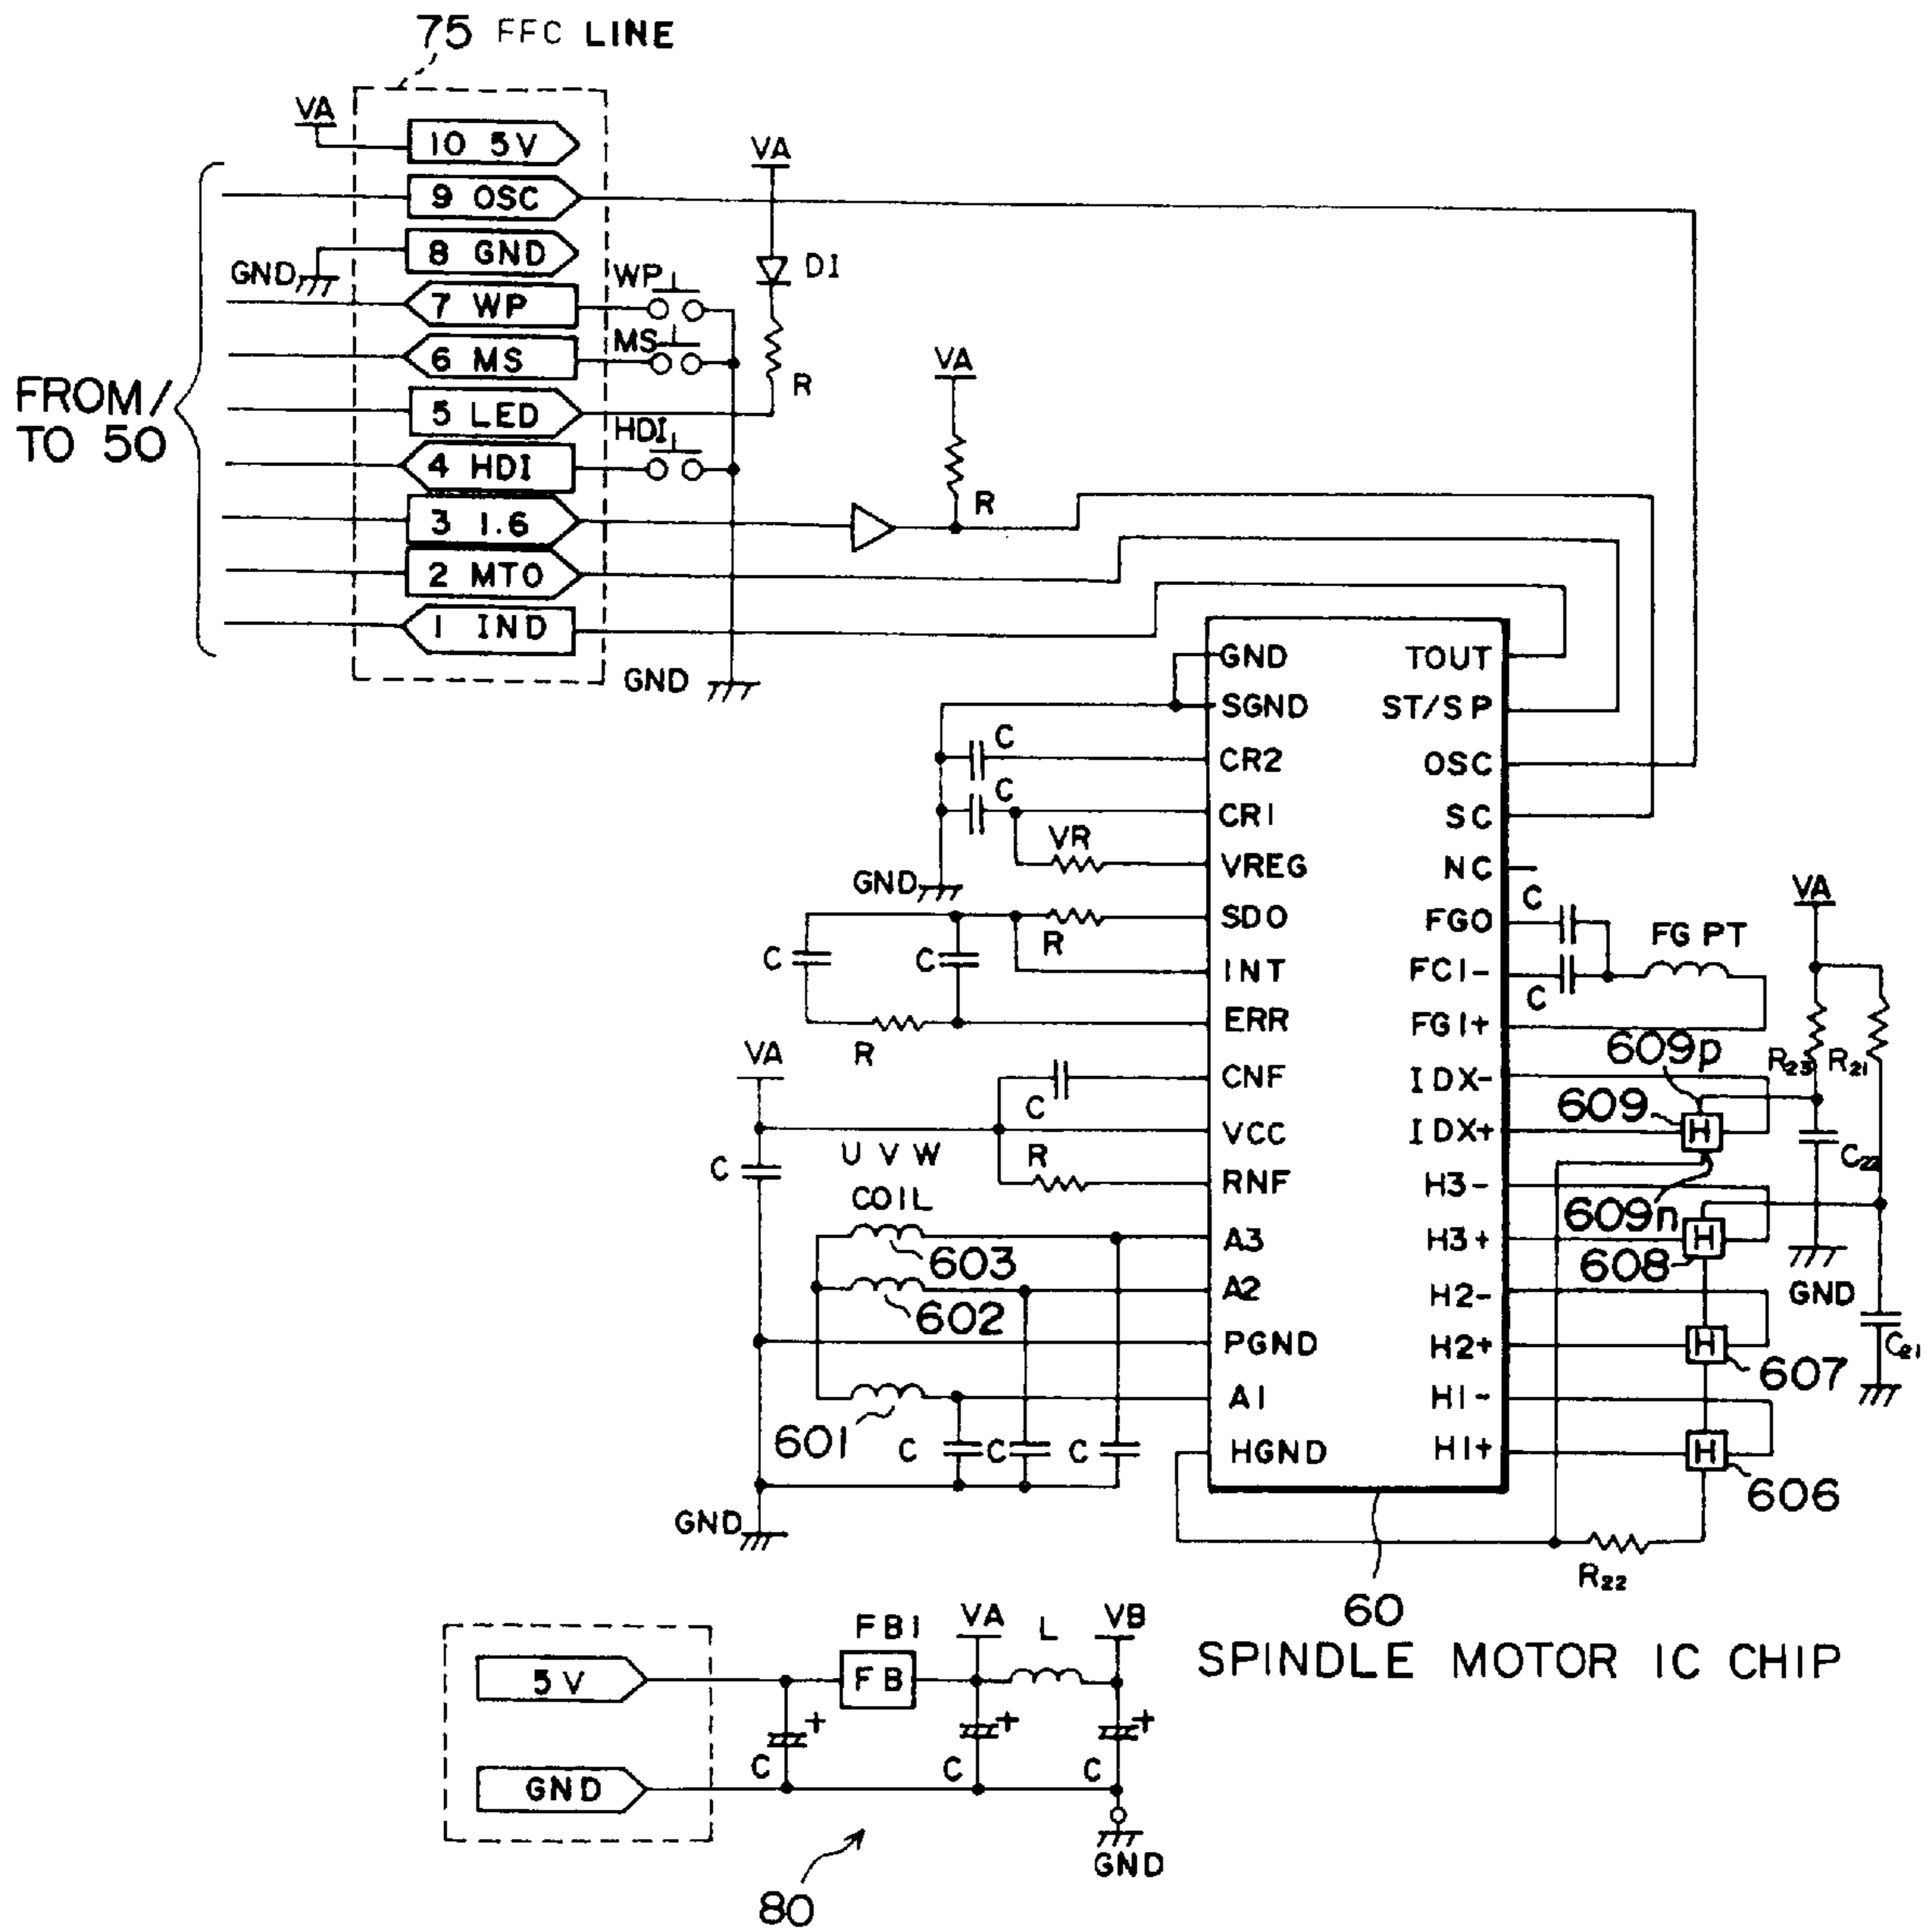 75 FFC LINE
VA
10 5V
VA
9 OSC
8 GND
GND
DI
WP
7 WP
MS
6 MS
R
VA
FROM/
TO 50
5 LED
HDI
4 HDI
R
3 1.6
2 MTO
1 IND
GND
GND TOUT
SGND ST/SP
C
CR2 OSC
C
CR1 SC
VR
VREG NC
GND
C
VA
SDO FGO
R
FG PT
C
C
INT FCI-
C
ERR FGI+
R
609p
R23 R21
VA
CNF IDX-
C
609
H
VCC IDX+
U V W
COIL
C
R
C22
RNF H3-
609n
A3 H3+
H
603
608
A2 H2-
GND
602
PGND H2+
H
C21
607
A1 H1-
601
C C C
HGND H1+
H
606
GND
R22
60
SPINDLE MOTOR IC CHIP
FB1
VA
L
VB
5V
FB
+
+
+
C
C
C
GND
GND
80